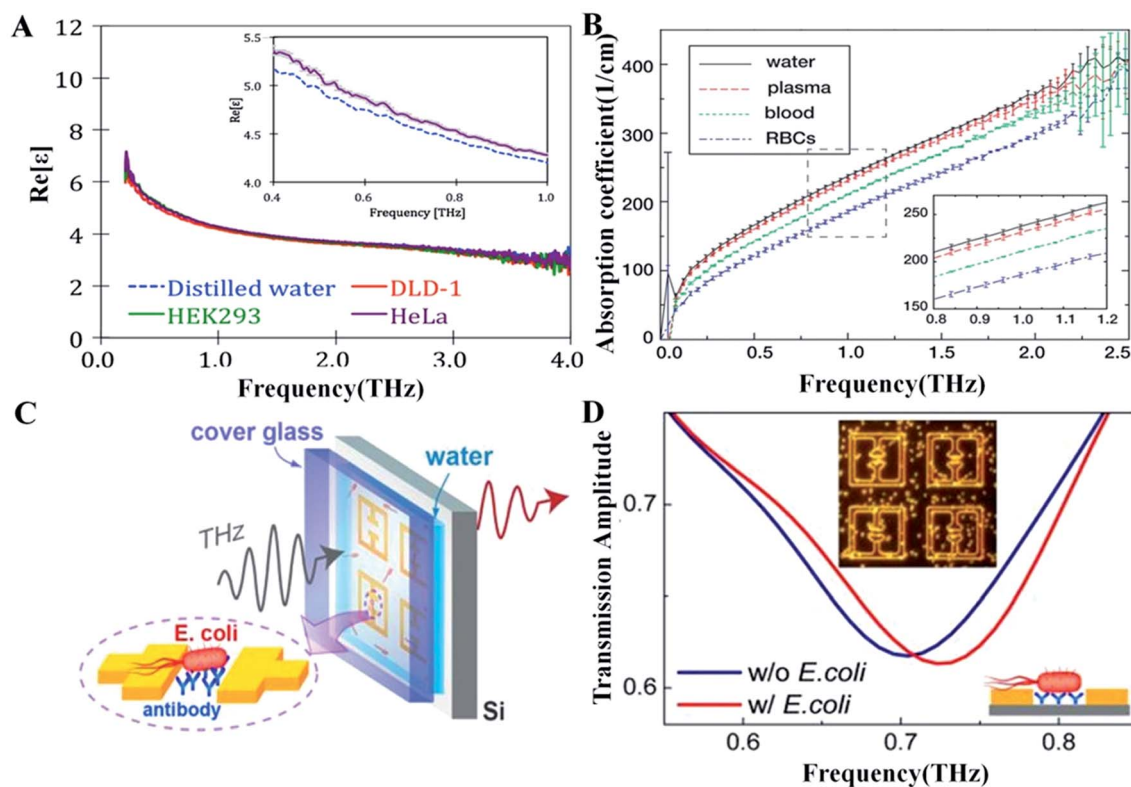 A
12
10
8
6
4
2
0
Re[ε]
0.0
1.0
2.0
3.0
4.0
Frequency(THz)
Distilled water
DLD-1
HEK293
HeLa
5.5
5.0
4.5
4.0
Re[ε]
0.4
0.6
0.8
1.0
Frequency [THz]
B
400
300
200
100
0
Absorption coefficient(1/cm)
water
plasma
blood
RBCs
0.0
0.5
1.0
1.5
2.0
2.5
Frequency(THz)
250
200
150
0.8
0.9
1.0
1.1
1.2
C
cover glass
water
THz
E. coli
antibody
Si
D
0.7
0.6
Transmission Amplitude
w/o E.coli
w/ E.coli
0.6
0.7
0.8
Frequency(THz)